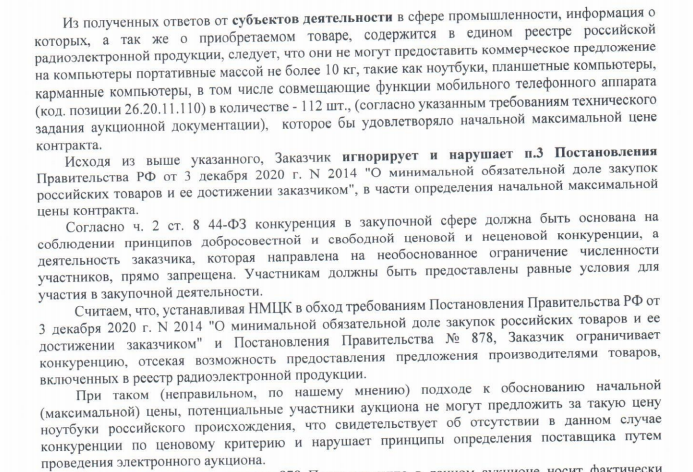 Из полученных ответов от субъектов деятельности в сфере промышленности, информация о
которых, а так же о приобретаемом товаре, содержится в едином реестре российской
радиоэлектронной продукции, следует, что они не могут предоставить коммерческое предложение
на компьютеры портативные массой не более 10 кг, такие как ноутбуки, планшетные компьютеры,
карманные компьютеры, в том числе совмещающие функции мобильного телефонного аппарата
(код. позиции 26.20.11.110) в количестве - 112 шт., (согласно указанным требованиям технического
задания аукционной документации), которое бы удовлетворяло начальной максимальной цене
контракта.
Исходя из выше указанного, Заказчик игнорирует и нарушает п.3 Постановления
Правительства РФ от 3 декабря 2020 г. N 2014 "О минимальной обязательной доле закупок
российских товаров и ее достижении заказчиком", в части определения начальной максимальной
цены контракта.
Согласно ч. 2 ст. 8 44-ФЗ конкуренция в закупочной сфере должна быть основана на
соблюдении принципов добросовестной и свободной ценовой и неценовой конкуренции, а
деятельность заказчика, которая направлена на необоснованное ограничение численности
участников, прямо запрещена. Участникам должны быть предоставлены равные условия для
участия в закупочной деятельности.
Считаем, что, устанавливая НМЦК в обход требованиям Постановления Правительства РФ от
3 декабря 2020 г. N 2014 "О минимальной обязательной доле закупок российских товаров и ее
достижении заказчиком" и Постановления Правительства № 878, Заказчик ограничивает
конкуренцию, отсекая возможность предоставления предложения производителями товаров,
включенных в реестр радиоэлектронной продукции.
При таком (неправильном, по нашему мнению) подходе к обоснованию начальной
(максимальной) цены, потенциальные участники аукциона не могут предложить за такую цену
ноутбуки российского происхождения, что свидетельствует об отсутствии в данном случае
конкуренции по ценовому критерию и нарушает принципы определения поставщика путем
проведения электронного аукциона.